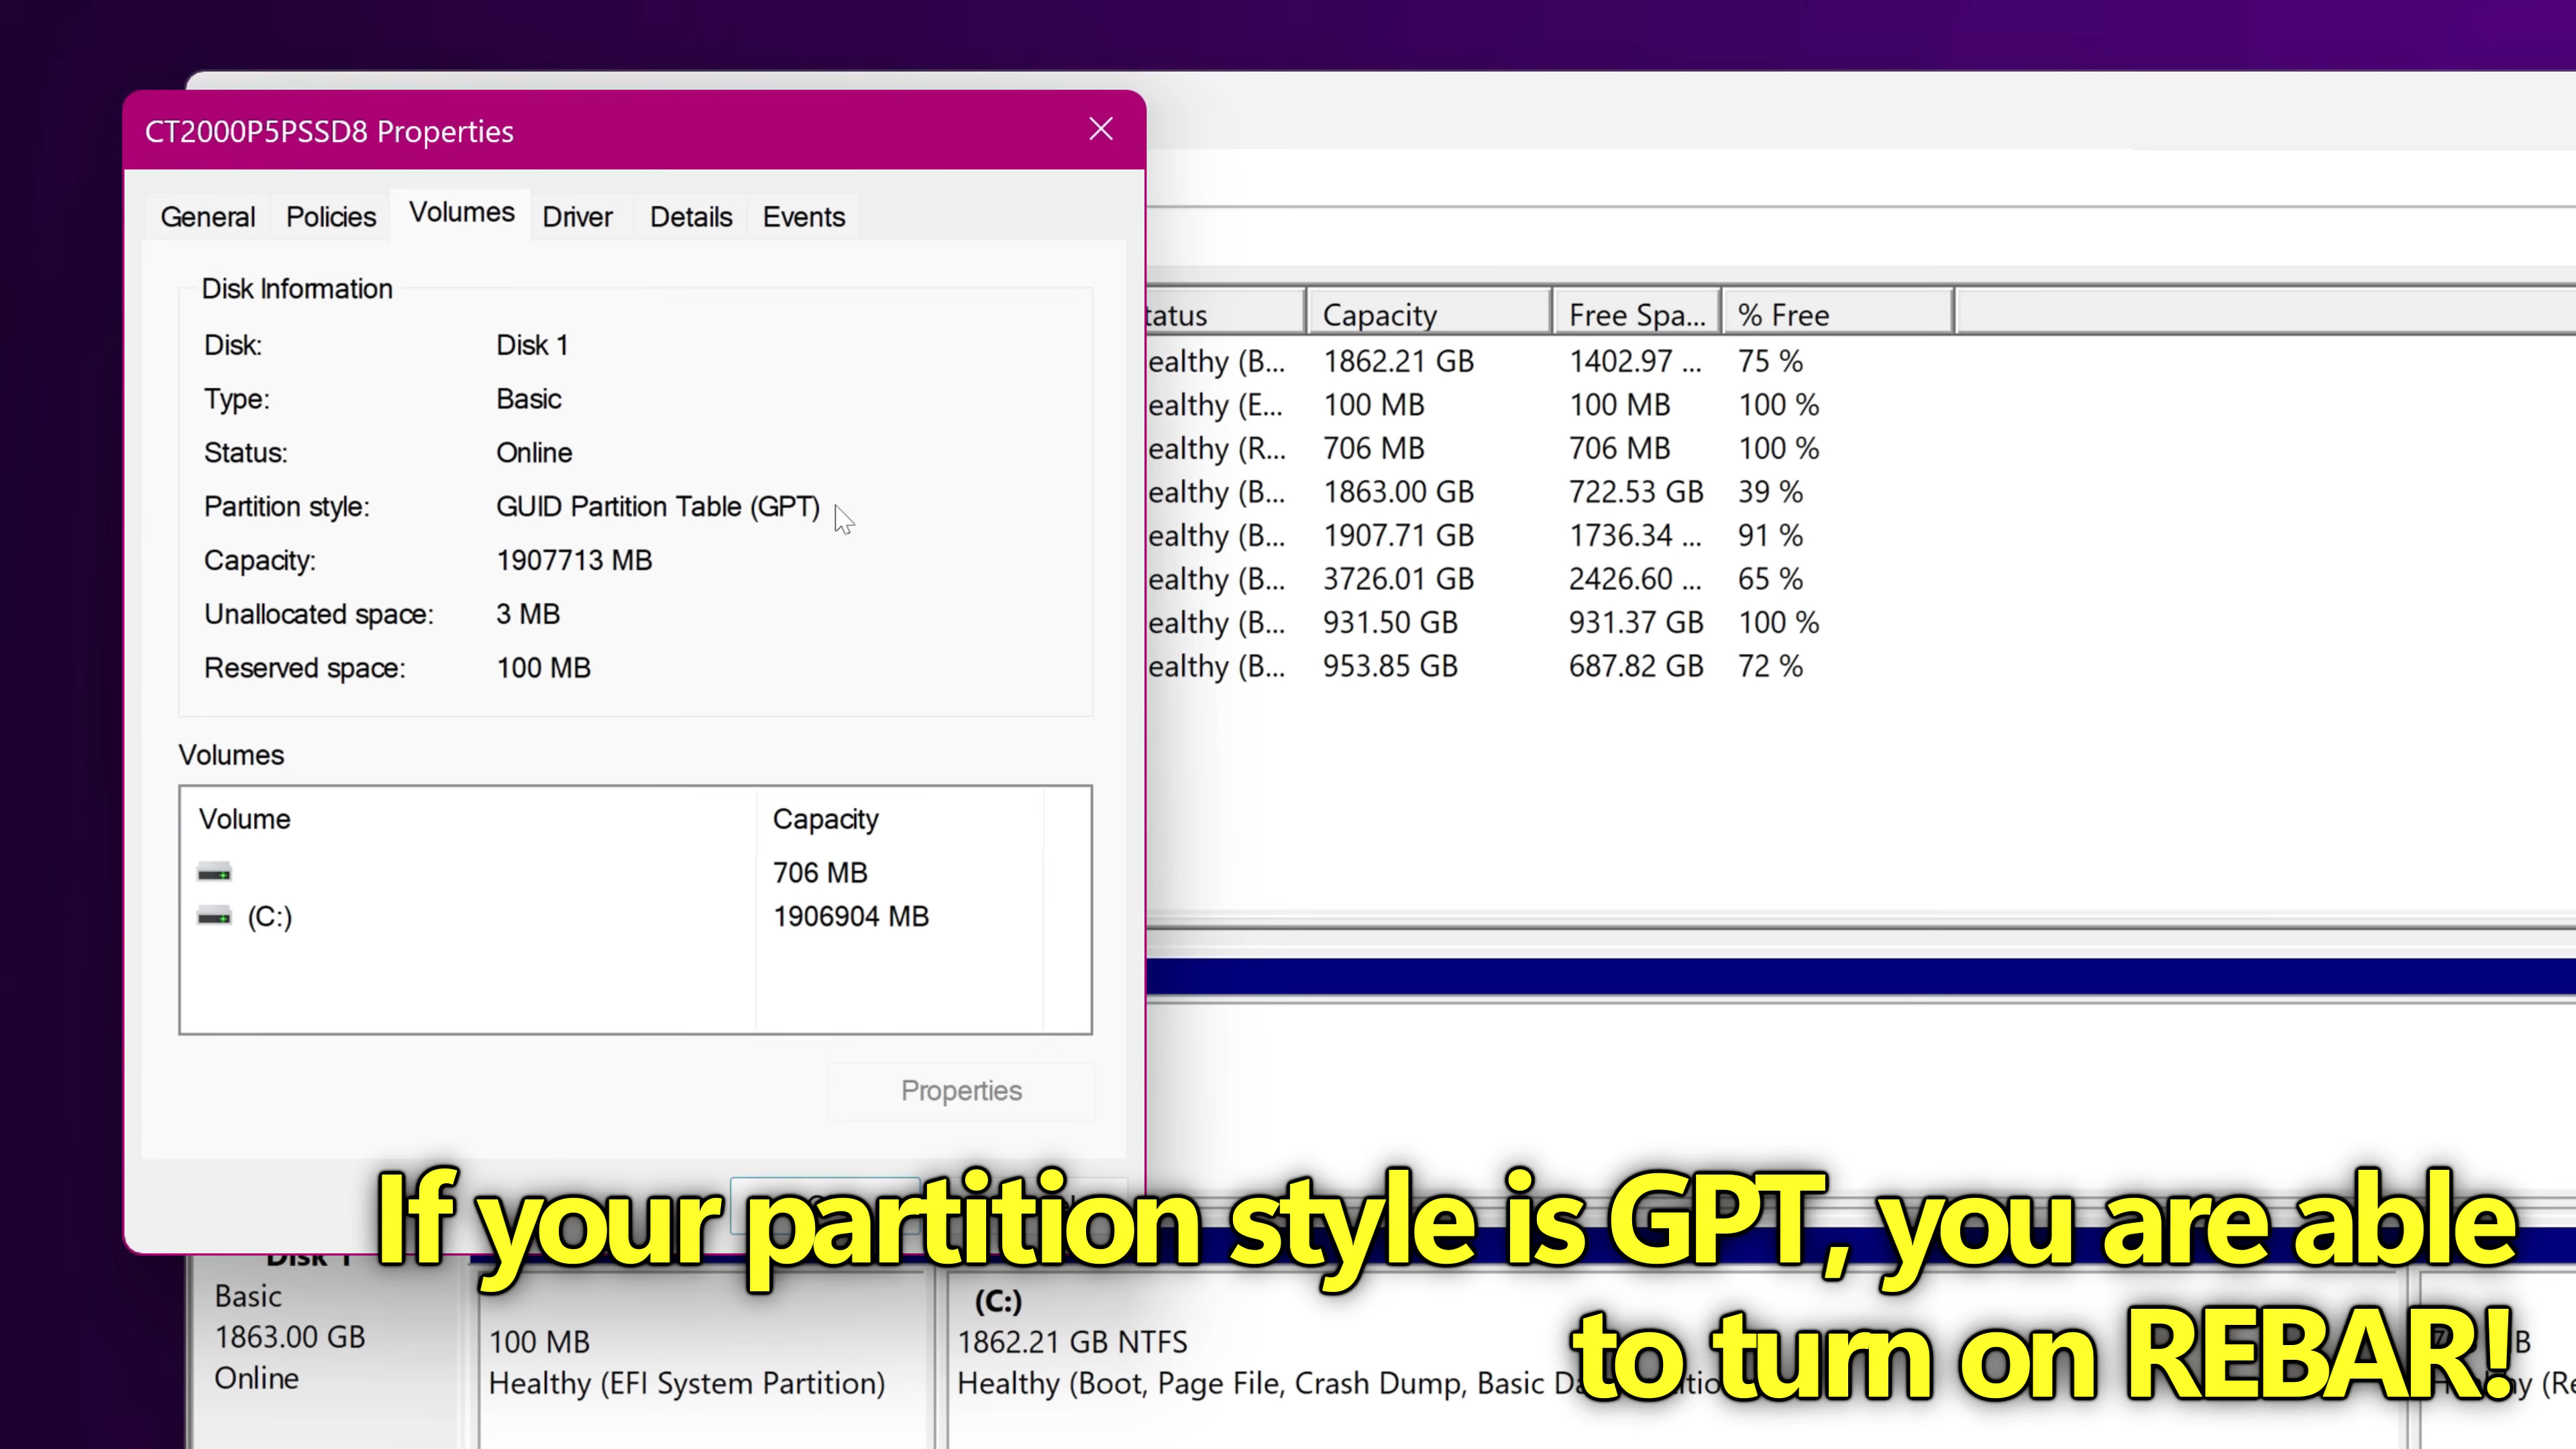 CT2000P5PSSD8 Properties
General Policies Volumes Driver Details Events
Disk Information
Disk: Disk 1
Type: Basic
Status: Online
Partition style: GUID Partition Table (GPT)
Capacity: 1907713 MB
Unallocated space: 3 MB
Reserved space: 100 MB
Volumes
Volume Capacity
706 MB
(C:) 1906904 MB
Properties
tatus Capacity Free Spa... % Free
ealthy (B... 1862.21 GB 1402.97 ... 75 %
ealthy (E... 100 MB 100 MB 100 %
ealthy (R... 706 MB 706 MB 100 %
ealthy (B... 1863.00 GB 722.53 GB 39 %
ealthy (B... 1907.71 GB 1736.34 ... 91 %
ealthy (B... 3726.01 GB 2426.60 ... 65 %
ealthy (B... 931.50 GB 931.37 GB 100 %
ealthy (B... 953.85 GB 687.82 GB 72 %
If your partition style is GPT, you are able
to turn on REBAR!
Disk 1
Basic
1863.00 GB
Online
100 MB
Healthy (EFI System Partition)
(C:)
1862.21 GB NTFS
Healthy (Boot, Page File, Crash Dump, Basic